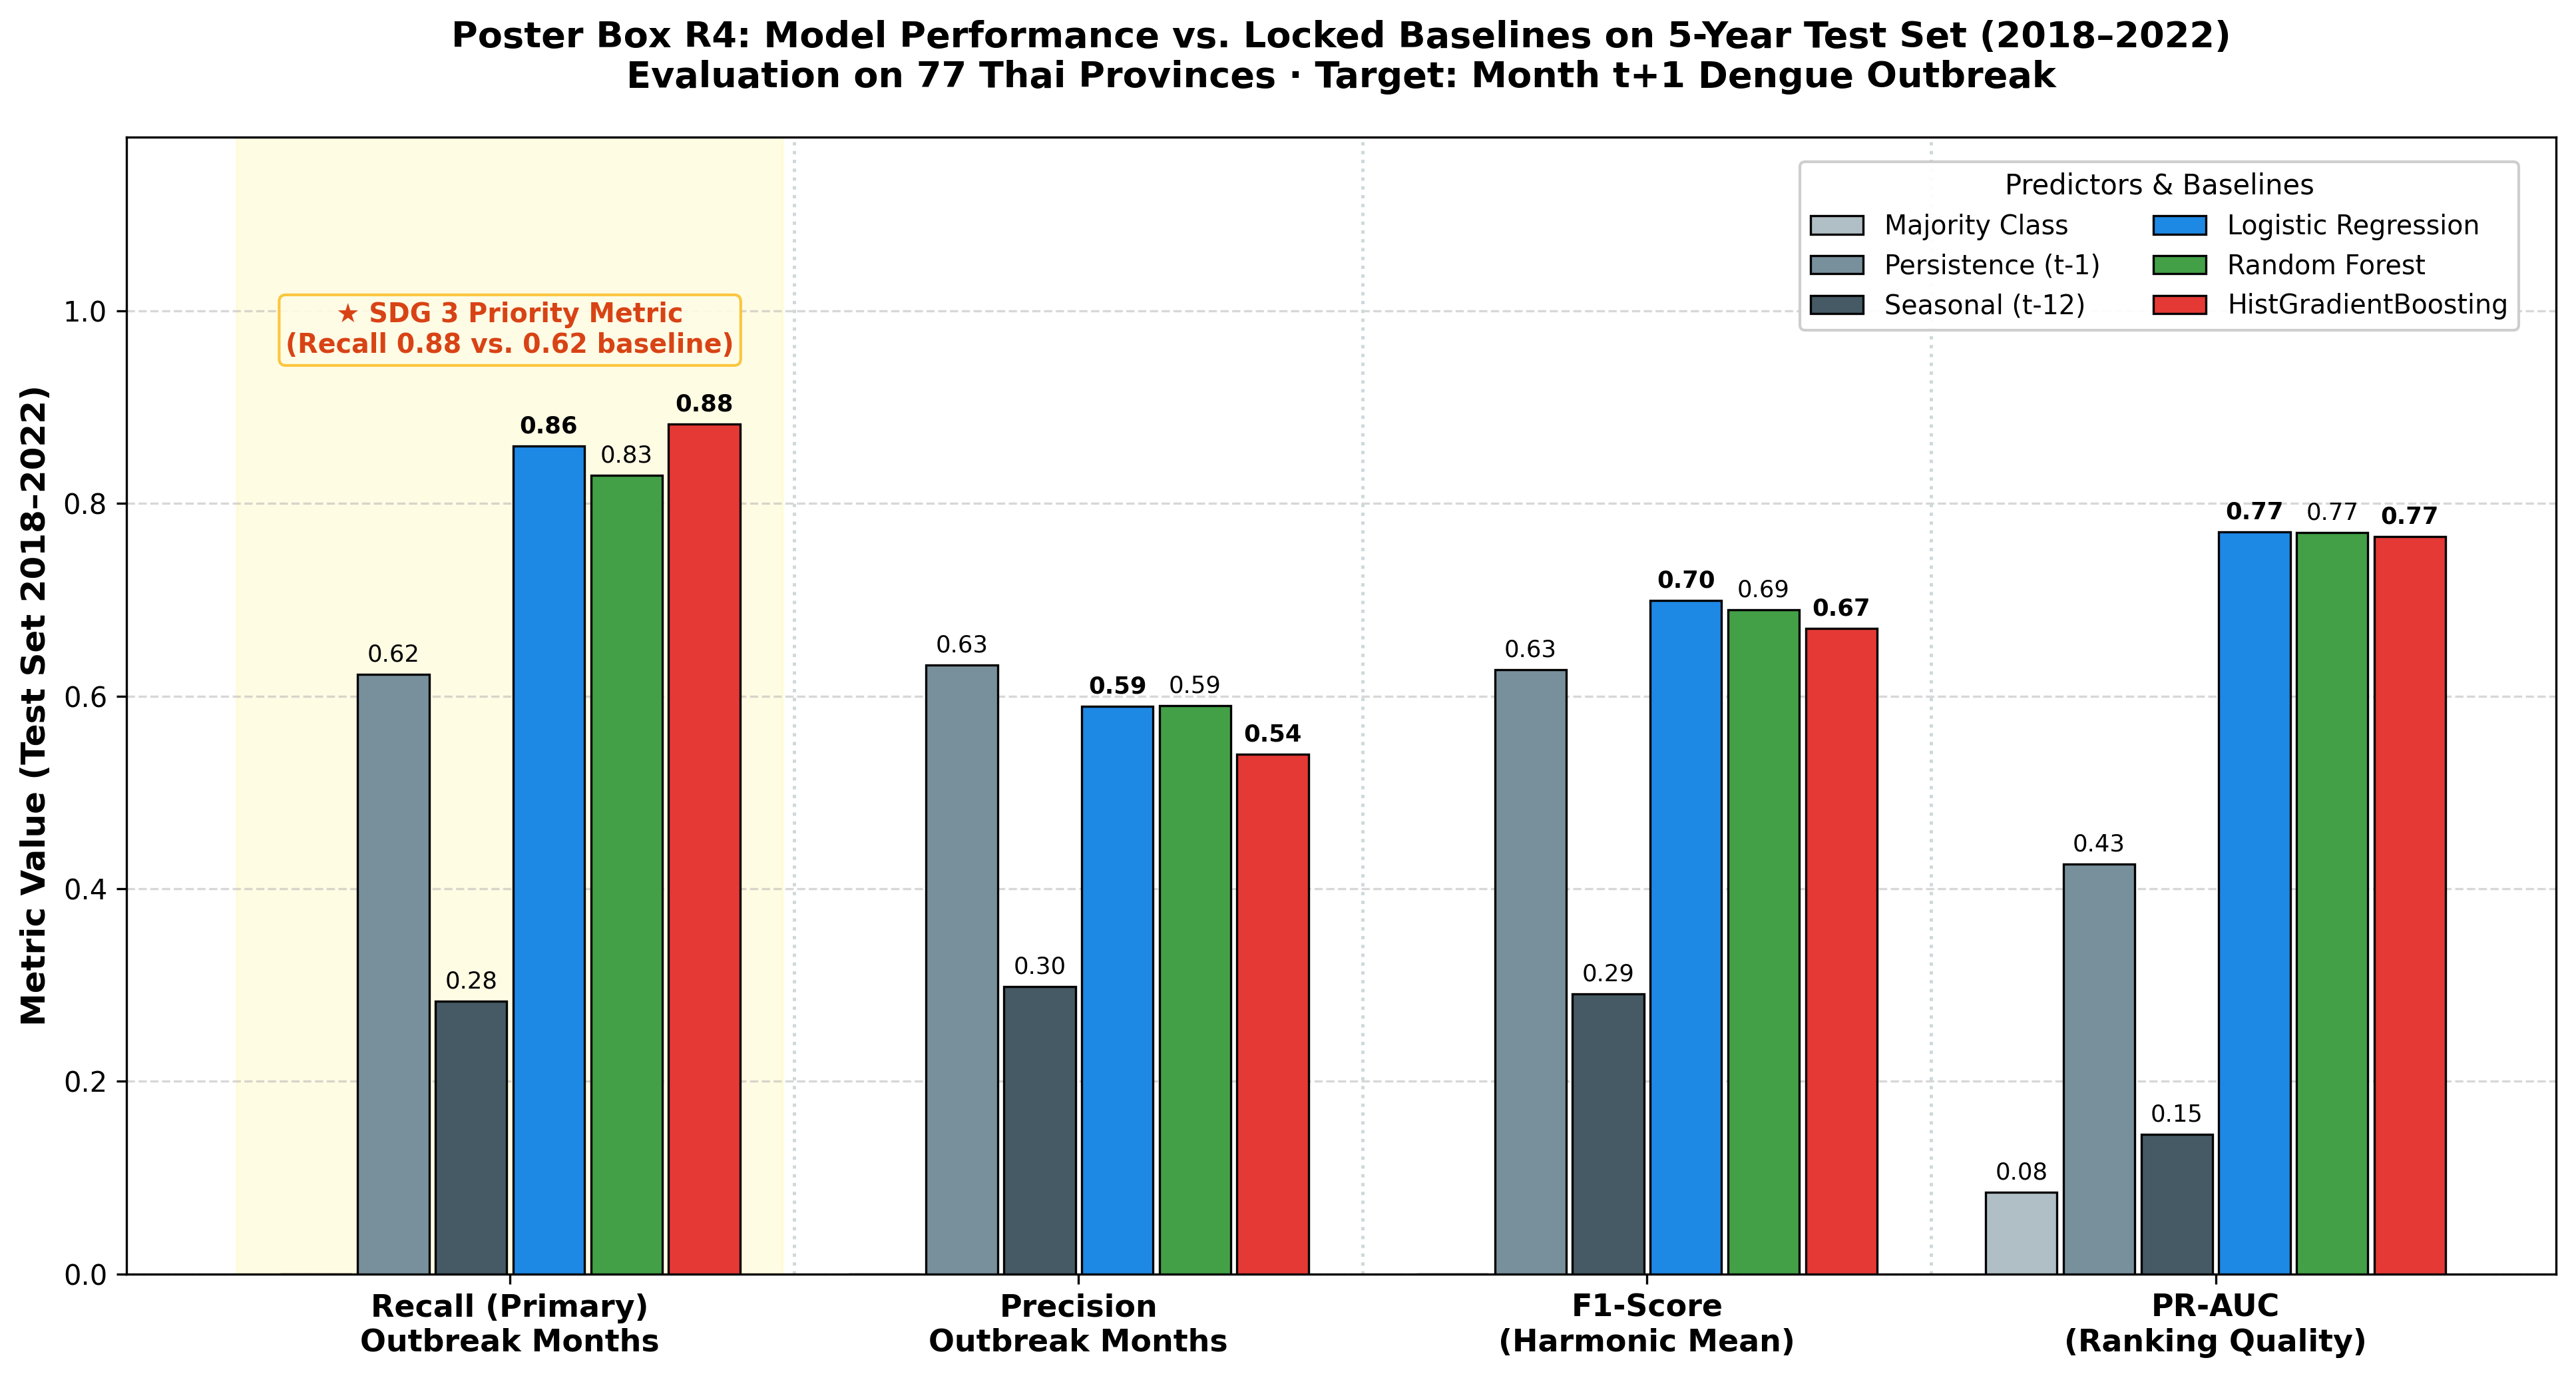 Poster Box R4: Model Performance vs. Locked Baselines on 5-Year Test Set (2018–2022)
Evaluation on 77 Thai Provinces · Target: Month t+1 Dengue Outbreak
Predictors & Baselines
Majority Class
Persistence (t-1)
Seasonal (t-12)
Logistic Regression
Random Forest
HistGradientBoosting
★ SDG 3 Priority Metric
(Recall 0.88 vs. 0.62 baseline)
Metric Value (Test Set 2018–2022)
1.0
0.8
0.6
0.4
0.2
0.0
0.62
0.28
0.86
0.83
0.88
0.63
0.30
0.59
0.59
0.54
0.63
0.29
0.70
0.69
0.67
0.08
0.43
0.15
0.77
0.77
0.77
Recall (Primary)
Outbreak Months
Precision
Outbreak Months
F1-Score
(Harmonic Mean)
PR-AUC
(Ranking Quality)